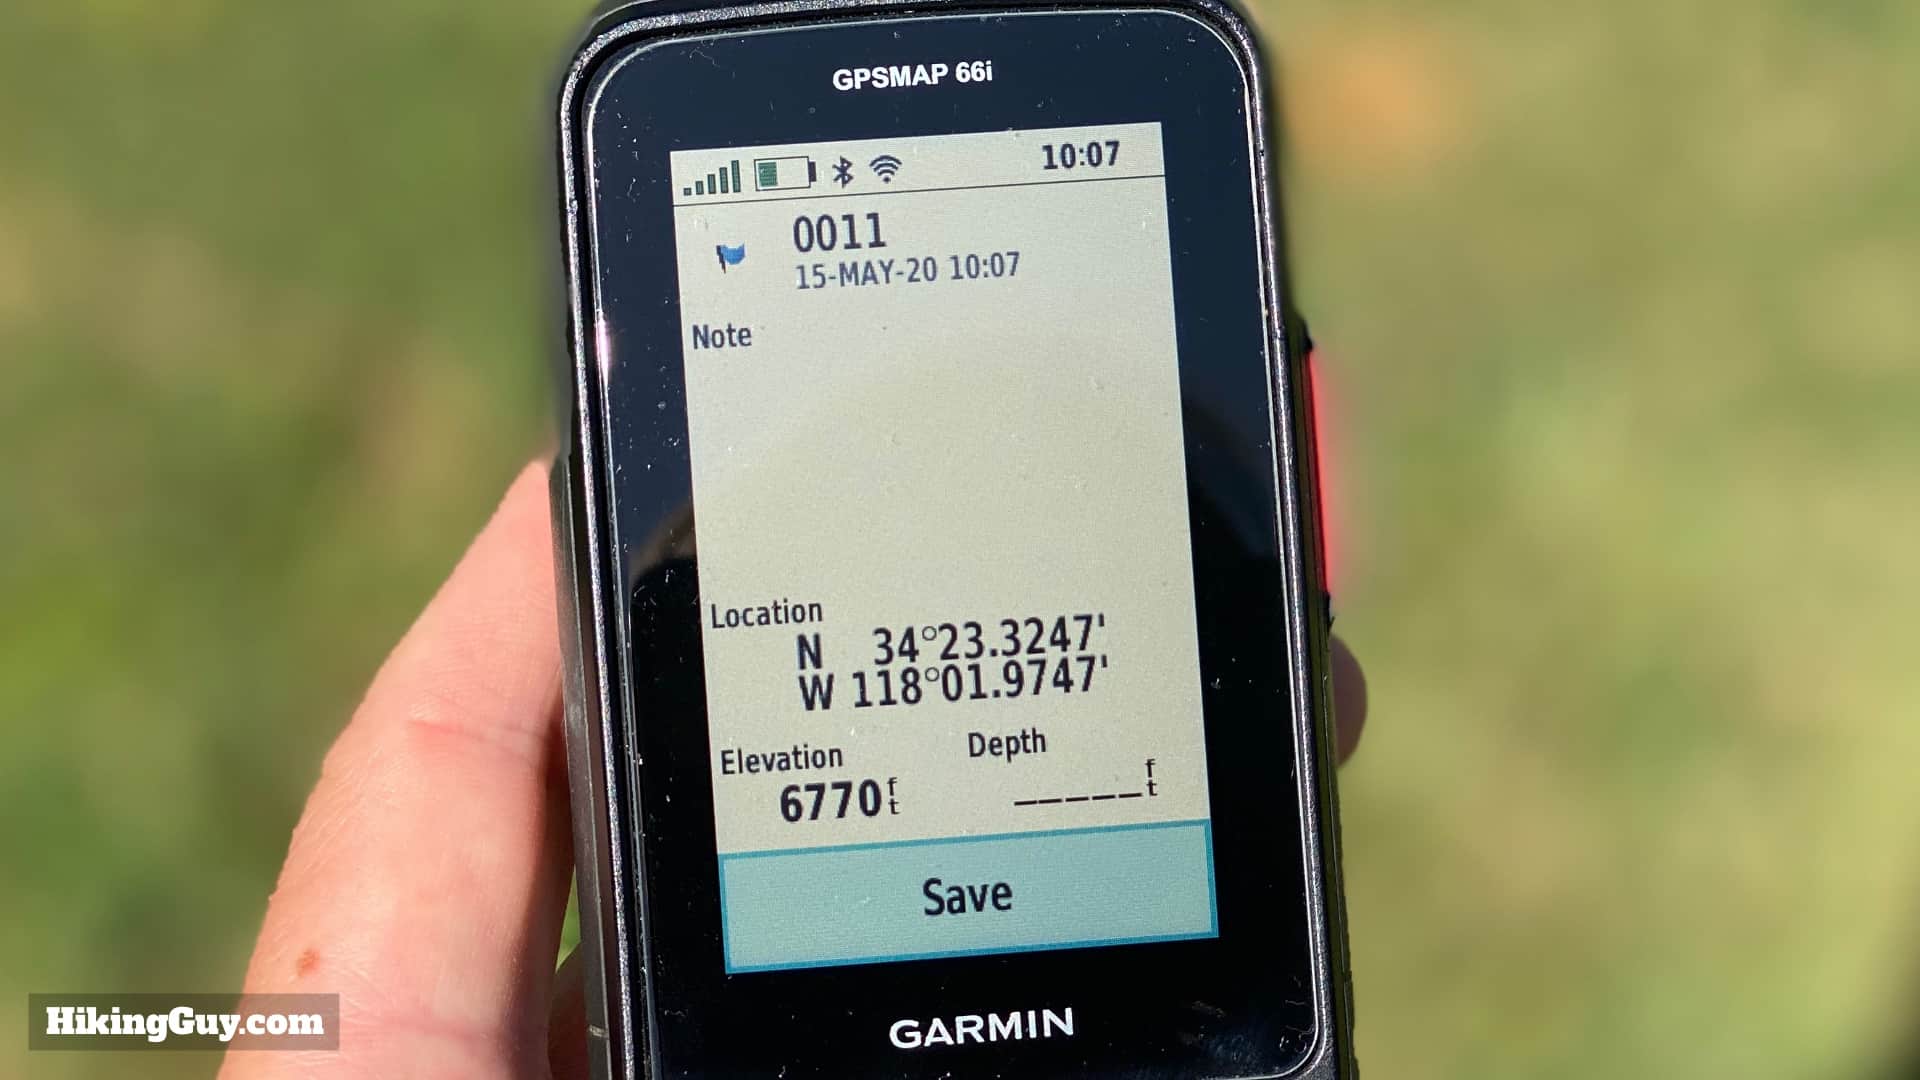 GPSMAP 66i
10:07
0011
15-MAY-20 10:07
Note
Location
N 34°23.3247'
W 118°01.9747'
Elevation Depth
6770ft _____ft
Save
GARMIN
HikingGuy.com